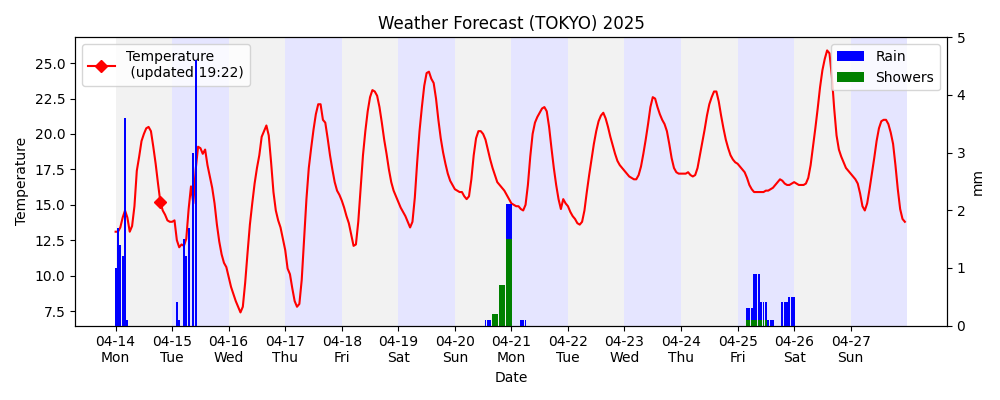 Weather Forecast (TOKYO) 2025
Temperature
(updated 19:22)
Rain
Showers
Temperature
25.0
22.5
20.0
17.5
15.0
12.5
10.0
7.5
5
4
3
2
1
0
mm
04-14 04-15 04-16 04-17 04-18 04-19 04-20 04-21 04-22 04-23 04-24 04-25 04-26 04-27
Mon Tue Wed Thu Fri Sat Sun Mon Tue Wed Thu Fri Sat Sun
Date